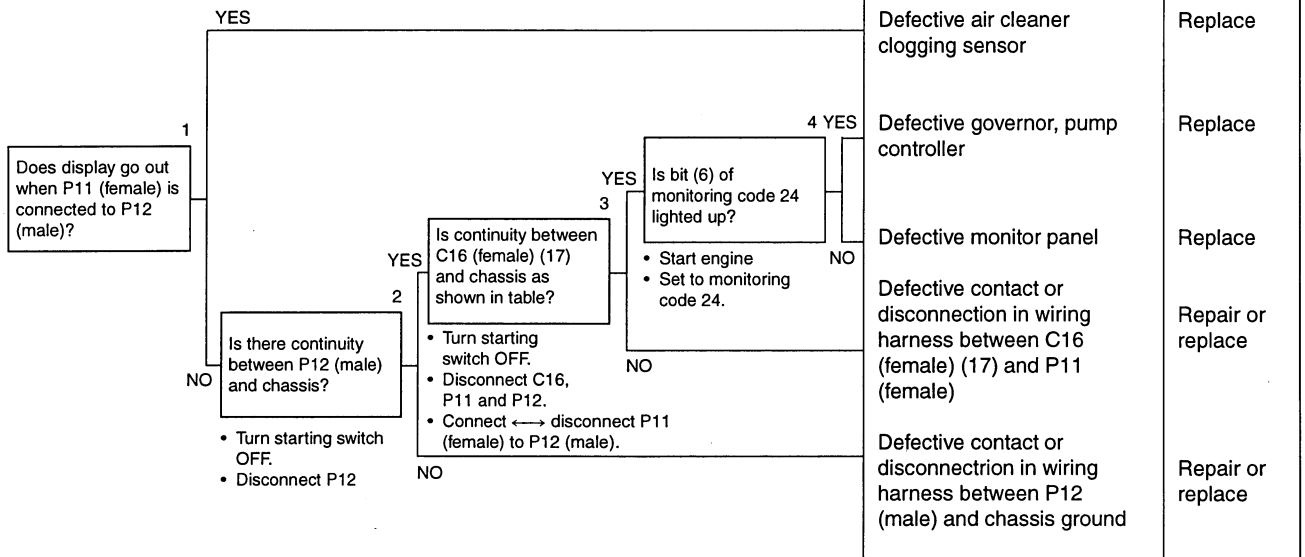 YES
Defective air cleaner
clogging sensor
Replace
1
Does display go out
when P11 (female) is
connected to P12
(male)?
4 YES
Defective governor, pump
controller
Replace
YES
Is bit (6) of
monitoring code 24
lighted up?
3
Is continuity between
C16 (female) (17)
and chassis as
shown in table?
• Start engine
• Set to monitoring
code 24.
NO
Defective monitor panel
Replace
YES
2
Is there continuity
between P12 (male)
and chassis?
NO
• Turn starting
switch OFF.
• Disconnect C16,
P11 and P12.
• Connect ←→ disconnect P11
(female) to P12 (male).
NO
Defective contact or
disconnection in wiring
harness between C16
(female) (17) and P11
(female)
Repair or
replace
• Turn starting switch
OFF.
• Disconnect P12
NO
Defective contact or
disconnectrion in wiring
harness between P12
(male) and chassis ground
Repair or
replace